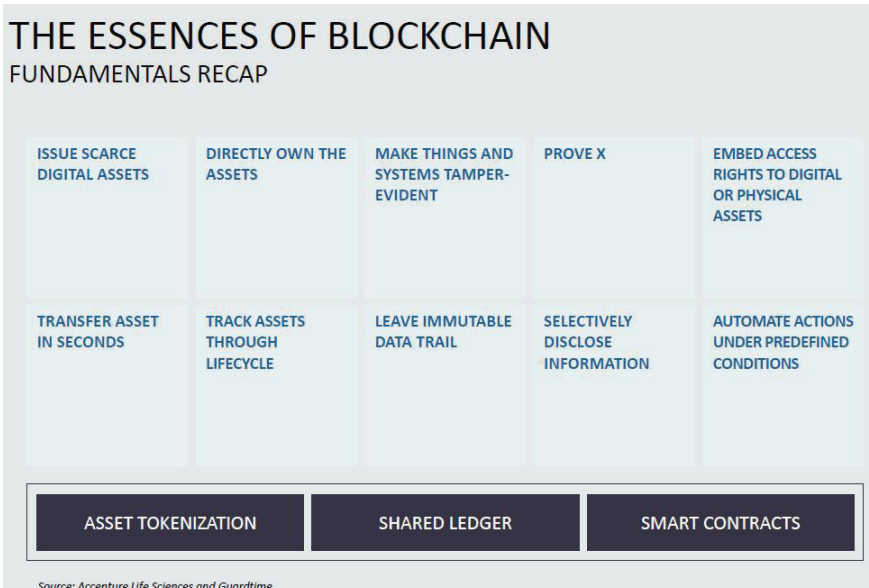 THE ESSENCES OF BLOCKCHAIN
FUNDAMENTALS RECAP
ISSUE SCARCE
DIGITAL ASSETS
DIRECTLY OWN THE
ASSETS
MAKE THINGS AND
SYSTEMS TAMPER-
EVIDENT
PROVE X
EMBED ACCESS
RIGHTS TO DIGITAL
OR PHYSICAL
ASSETS
TRANSFER ASSET
IN SECONDS
TRACK ASSETS
THROUGH
LIFECYCLE
LEAVE IMMUTABLE
DATA TRAIL
SELECTIVELY
DISCLOSE
INFORMATION
AUTOMATE ACTIONS
UNDER PREDEFINED
CONDITIONS
ASSET TOKENIZATION
SHARED LEDGER
SMART CONTRACTS
Source: Accenture Life Sciences and Guardtime